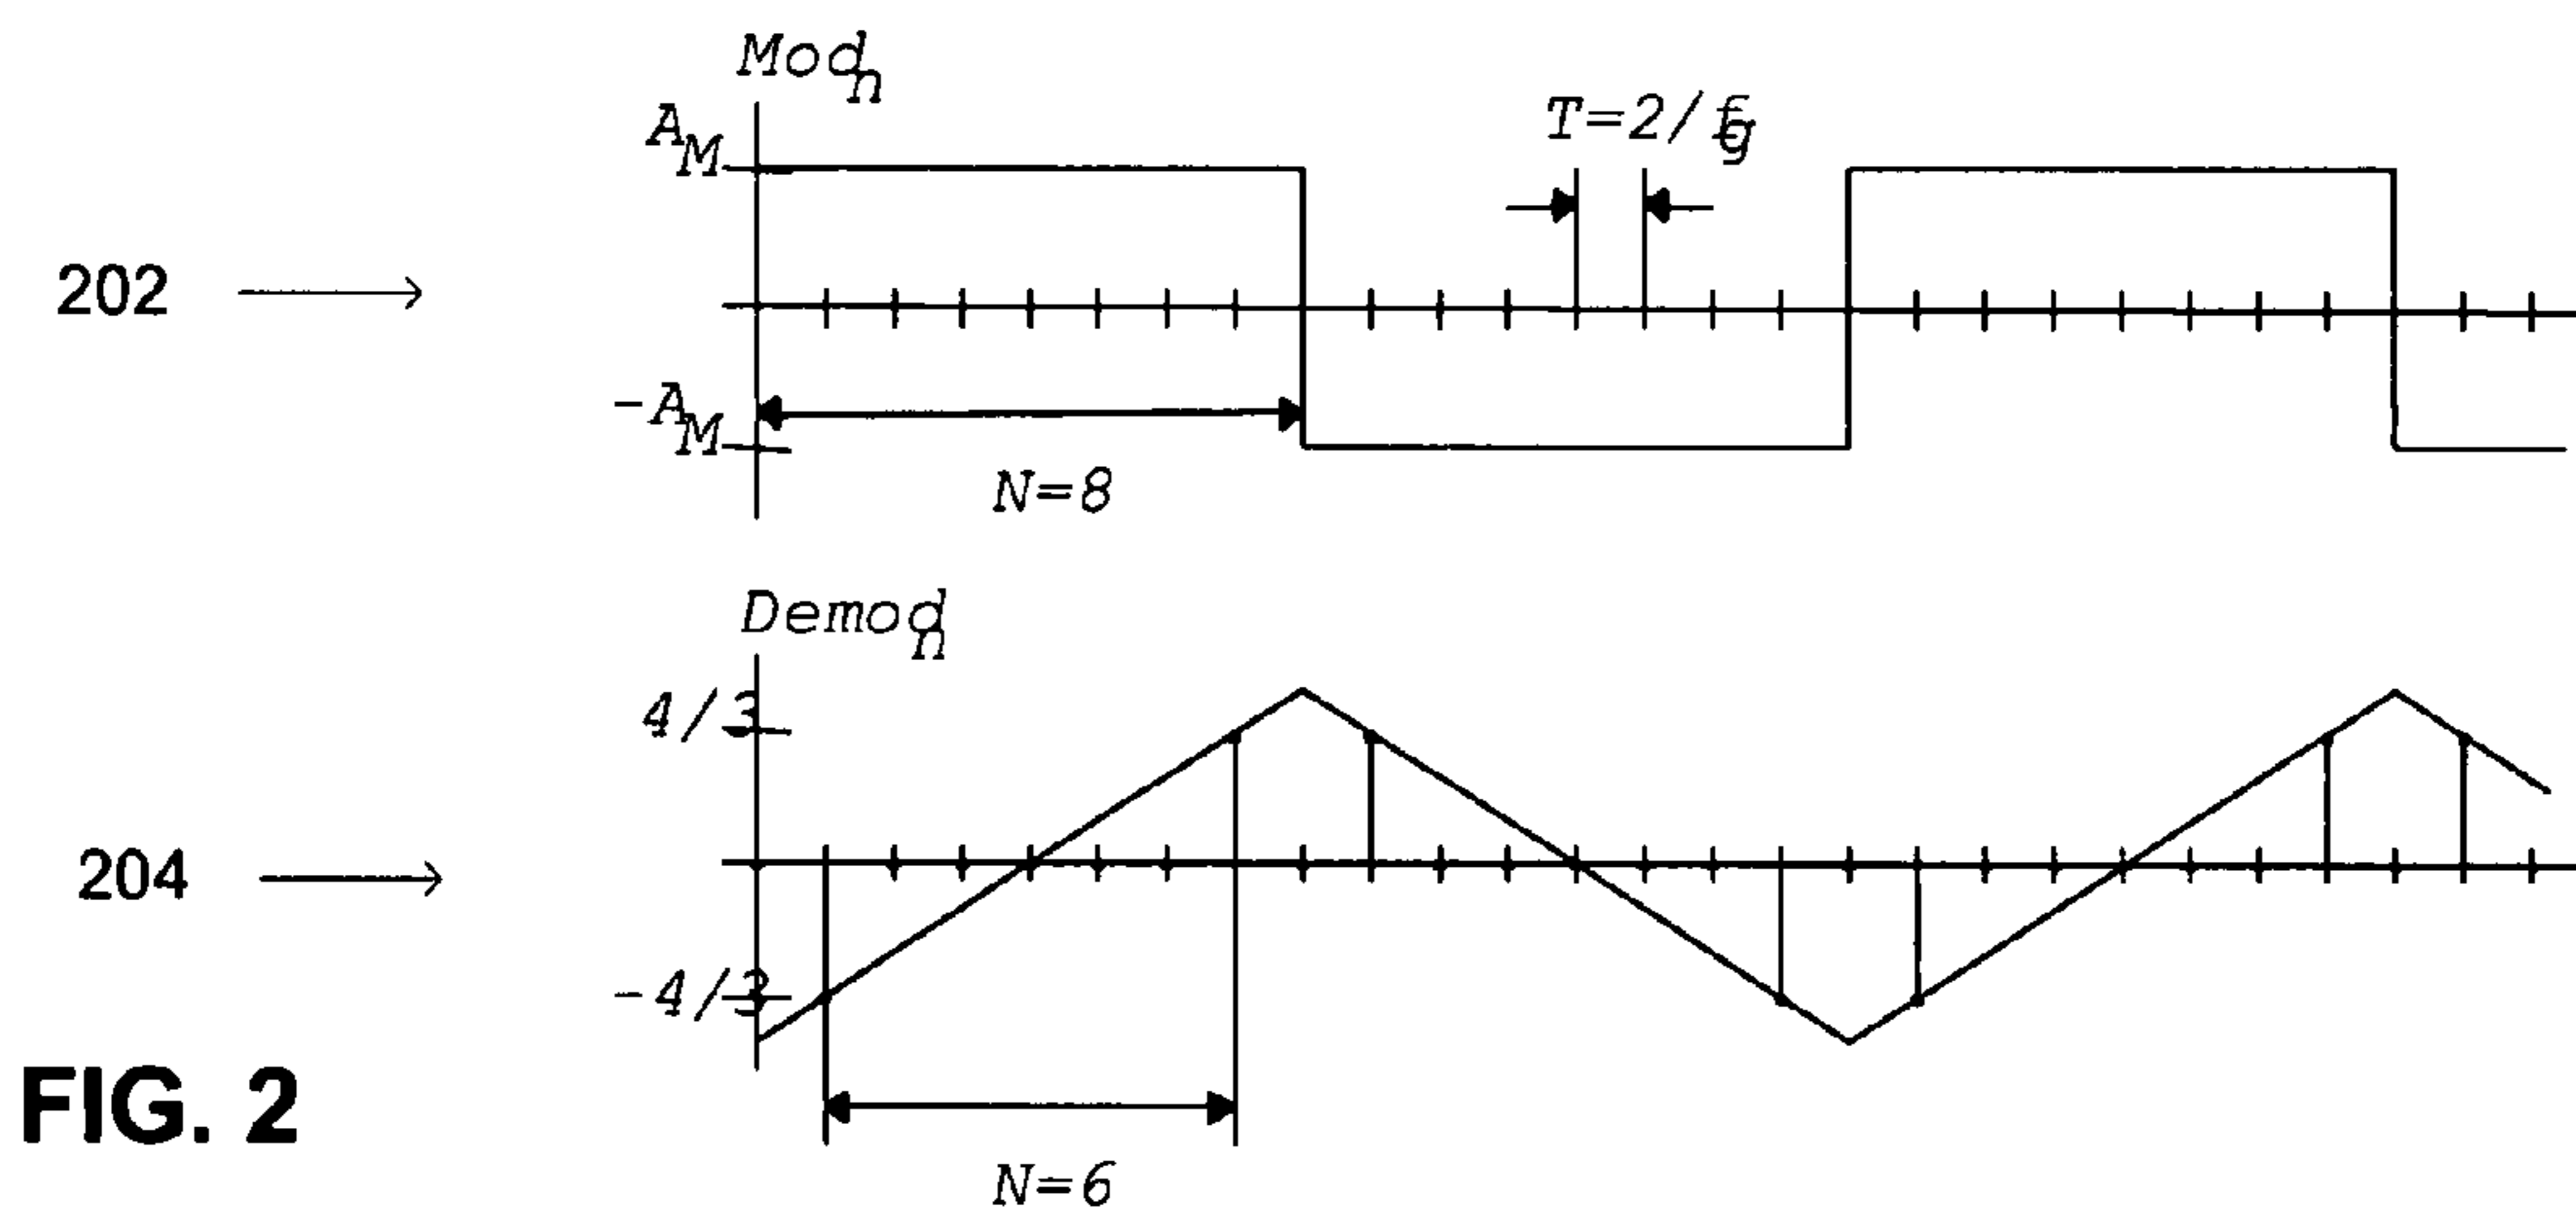 Mod_n
A_M
T=2/f_g
202
-A_M
N=8
Demod_n
4/3
204
-4/3
FIG. 2
N=6